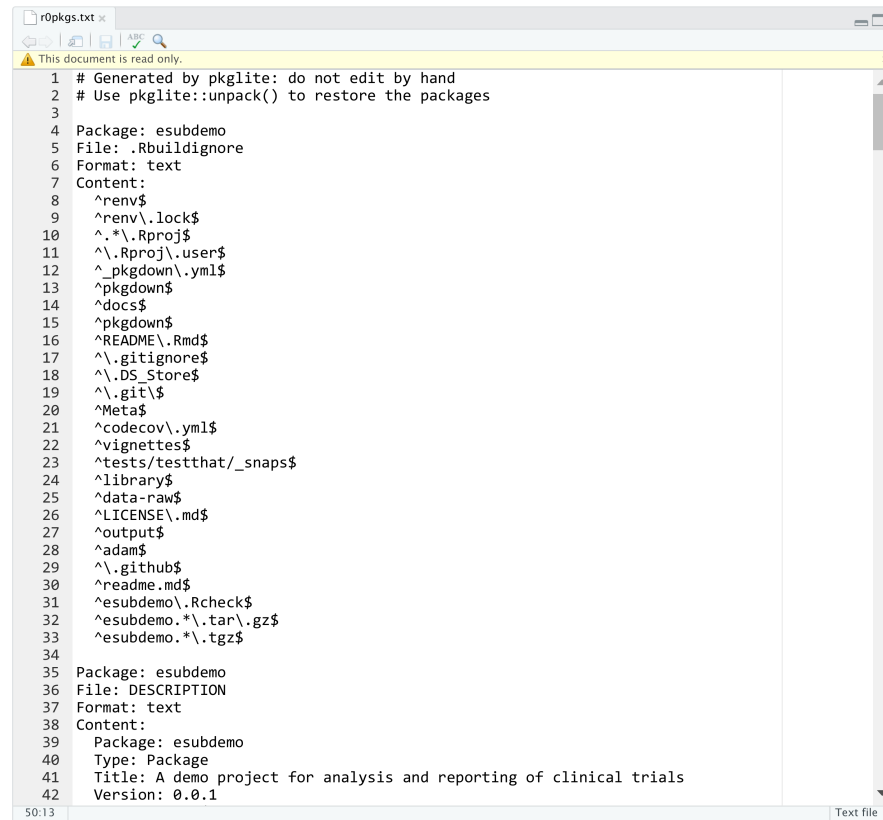 r0pkgs.txt
ABC
This document is read only.
1 # Generated by pkglite: do not edit by hand
2 # Use pkglite::unpack() to restore the packages
3
4 Package: esubdemo
5 File: .Rbuildignore
6 Format: text
7 Content:
8   ^renv$
9   ^renv\.lock$
10   ^.*\.Rproj$
11   ^\.Rproj\.user$
12   ^_pkgdown\.yml$
13   ^pkgdown$
14   ^docs$
15   ^pkgdown$
16   ^README\.Rmd$
17   ^\.gitignore$
18   ^\.DS_Store$
19   ^\.git\$
20   ^Meta$
21   ^codecov\.yml$
22   ^vignettes$
23   ^tests/testthat/_snaps$
24   ^library$
25   ^data-raw$
26   ^LICENSE\.md$
27   ^output$
28   ^adam$
29   ^\.github$
30   ^readme.md$
31   ^esubdemo\.Rcheck$
32   ^esubdemo.*\.tar\.gz$
33   ^esubdemo.*\.tgz$
34
35 Package: esubdemo
36 File: DESCRIPTION
37 Format: text
38 Content:
39   Package: esubdemo
40   Type: Package
41   Title: A demo project for analysis and reporting of clinical trials
42   Version: 0.0.1
50:13 Text file